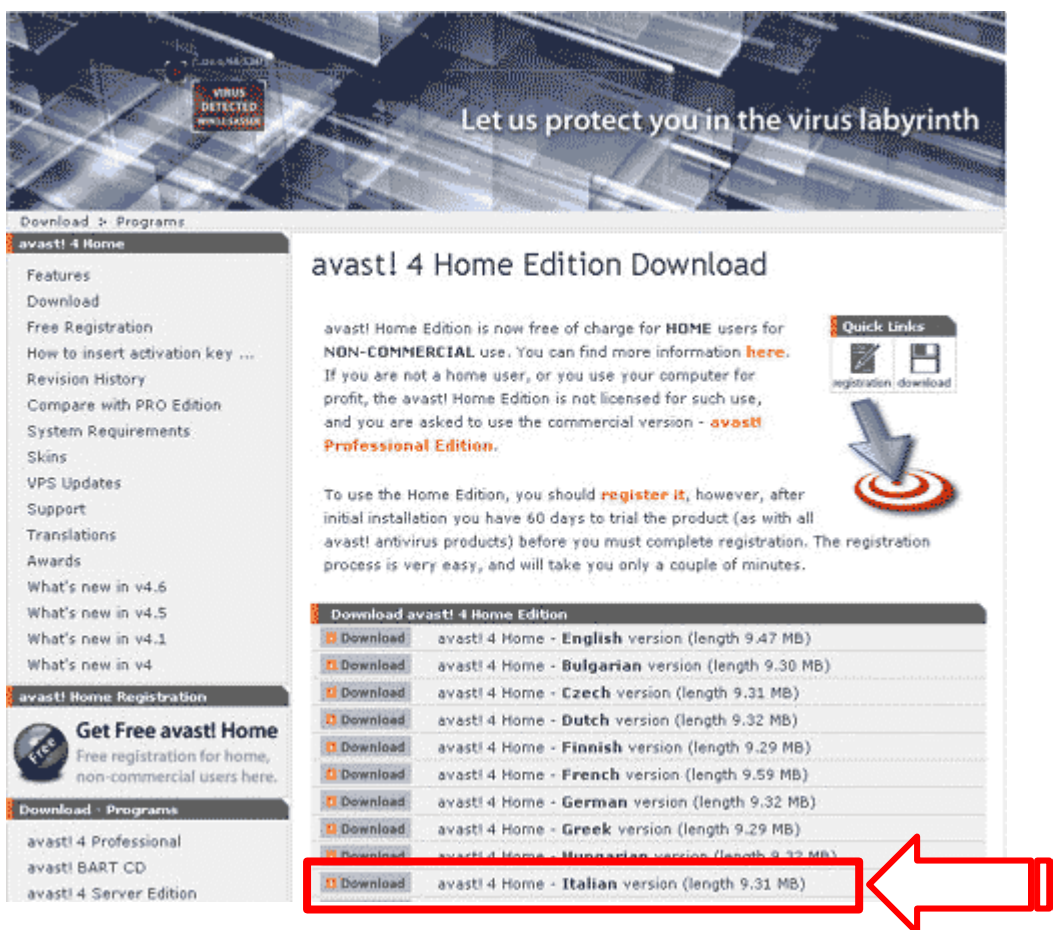 VIRUS
DETECTED
WIN32:SASSER
Let us protect you in the virus labyrinth
Download > Programs
avast! 4 Home
Features
Download
Free Registration
How to insert activation key ...
Revision History
Compare with PRO Edition
System Requirements
Skins
VPS Updates
Support
Translations
Awards
What's new in v4.6
What's new in v4.5
What's new in v4.1
What's new in v4
avast! Home Registration
Free
Get Free avast! Home
Free registration for home,
non-commercial users here.
Download - Programs
avast! 4 Professional
avast! BART CD
avast! 4 Server Edition
avast! 4 Home Edition Download
avast! Home Edition is now free of charge for HOME users for
NON-COMMERCIAL use. You can find more information here.
If you are not a home user, or you use your computer for
profit, the avast! Home Edition is not licensed for such use,
and you are asked to use the commercial version - avast!
Professional Edition.
Quick Links
registration download
To use the Home Edition, you should register it, however, after
initial installation you have 60 days to trial the product (as with all
avast! antivirus products) before you must complete registration. The registration
process is very easy, and will take you only a couple of minutes.
Download avast! 4 Home Edition
Download avast! 4 Home - English version (length 9.47 MB)
Download avast! 4 Home - Bulgarian version (length 9.30 MB)
Download avast! 4 Home - Czech version (length 9.31 MB)
Download avast! 4 Home - Dutch version (length 9.32 MB)
Download avast! 4 Home - Finnish version (length 9.29 MB)
Download avast! 4 Home - French version (length 9.59 MB)
Download avast! 4 Home - German version (length 9.32 MB)
Download avast! 4 Home - Greek version (length 9.29 MB)
Download avast! 4 Home - Hungarian version (length 9.32 MB)
Download avast! 4 Home - Italian version (length 9.31 MB)